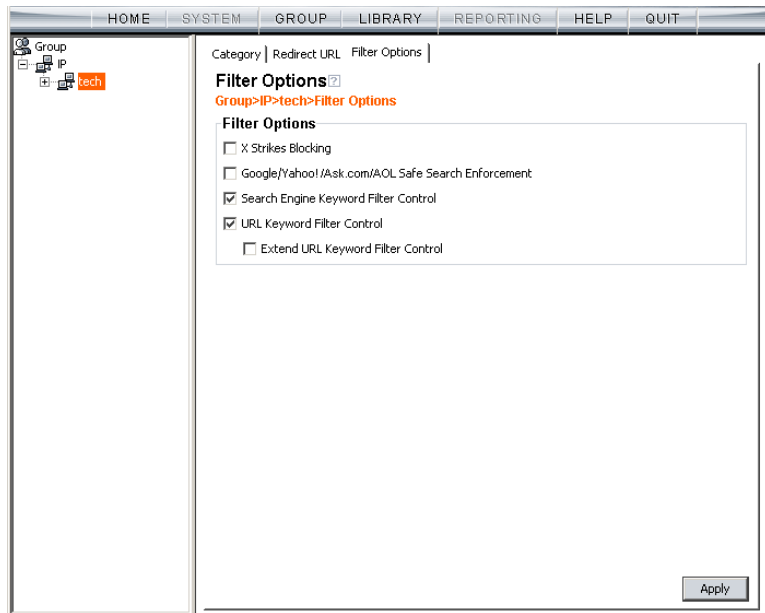 HOME SYSTEM GROUP LIBRARY REPORTING HELP QUIT
Group
IP
tech
Category Redirect URL Filter Options
Filter Options
Group>IP>tech>Filter Options
Filter Options
X Strikes Blocking
Google/Yahoo!/Ask.com/AOL Safe Search Enforcement
Search Engine Keyword Filter Control
URL Keyword Filter Control
Extend URL Keyword Filter Control
Apply